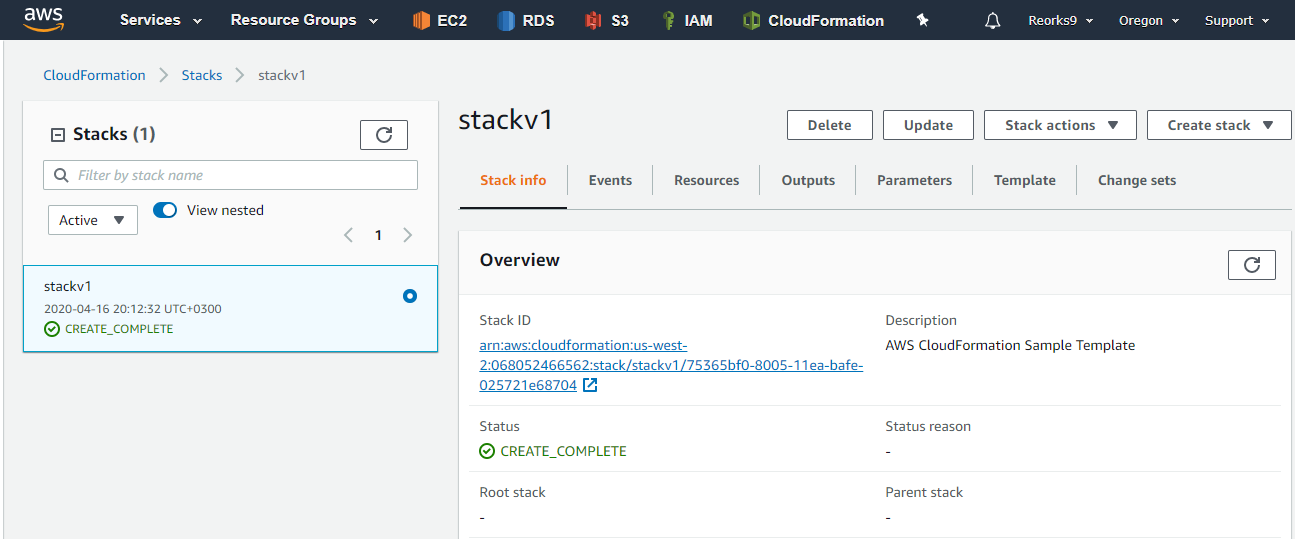 aws Services Resource Groups EC2 RDS S3 IAM CloudFormation Reorks9 Oregon Support
CloudFormation Stacks stackv1
Stacks (1)
Filter by stack name
Active View nested
1
stackv1
2020-04-16 20:12:32 UTC+0300
CREATE_COMPLETE
stackv1
Delete Update Stack actions Create stack
Stack info Events Resources Outputs Parameters Template Change sets
Overview
Stack ID
arn:aws:cloudformation:us-west-
2:068052466562:stack/stackv1/75365bf0-8005-11ea-bafe-
025721e68704
Description
AWS CloudFormation Sample Template
Status
CREATE_COMPLETE
Status reason
-
Root stack
-
Parent stack
-